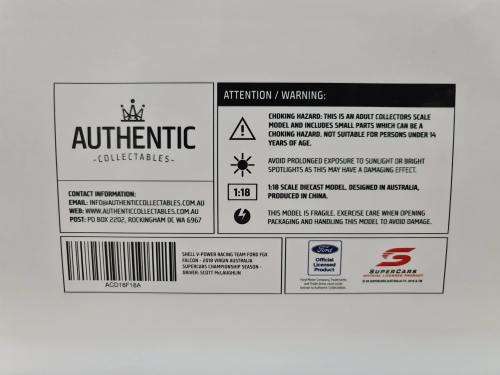 AUTHENTIC
-COLLECTABLES-
CONTACT INFORMATION:
EMAIL: INFO@AUTHENTICCOLLECTABLES.COM.AU
WEB: WWW.AUTHENTICCOLLECTABLES.COM.AU
POST: PO BOX 2202, ROCKINGHAM DC WA 6967
ATTENTION / WARNING:
CHOKING HAZARD: THIS IS AN ADULT COLLECTORS SCALE
MODEL AND INCLUDES SMALL PARTS WHICH CAN BE A
CHOKING HAZARD. NOT SUITABLE FOR PERSONS UNDER 14
YEARS OF AGE.
AVOID PROLONGED EXPOSURE TO SUNLIGHT OR BRIGHT
SPOTLIGHTS AS THIS MAY HAVE A DAMAGING EFFECT.
1:18
1:18 SCALE DIECAST MODEL. DESIGNED IN AUSTRALIA,
PRODUCED IN CHINA.
THIS MODEL IS FRAGILE. EXERCISE CARE WHEN OPENING
PACKAGING AND HANDLING THIS MODEL TO AVOID DAMAGE.
ACD18F18A
SHELL V-POWER RACING TEAM FORD FGX
FALCON - 2018 VIRGIN AUSTRALIA
SUPERCARS CHAMPIONSHIP SEASON -
DRIVER: SCOTT McLAUGHLIN
Ford
Official
Licensed
Product
SUPERCARS
OFFICIAL LICENSED PRODUCT